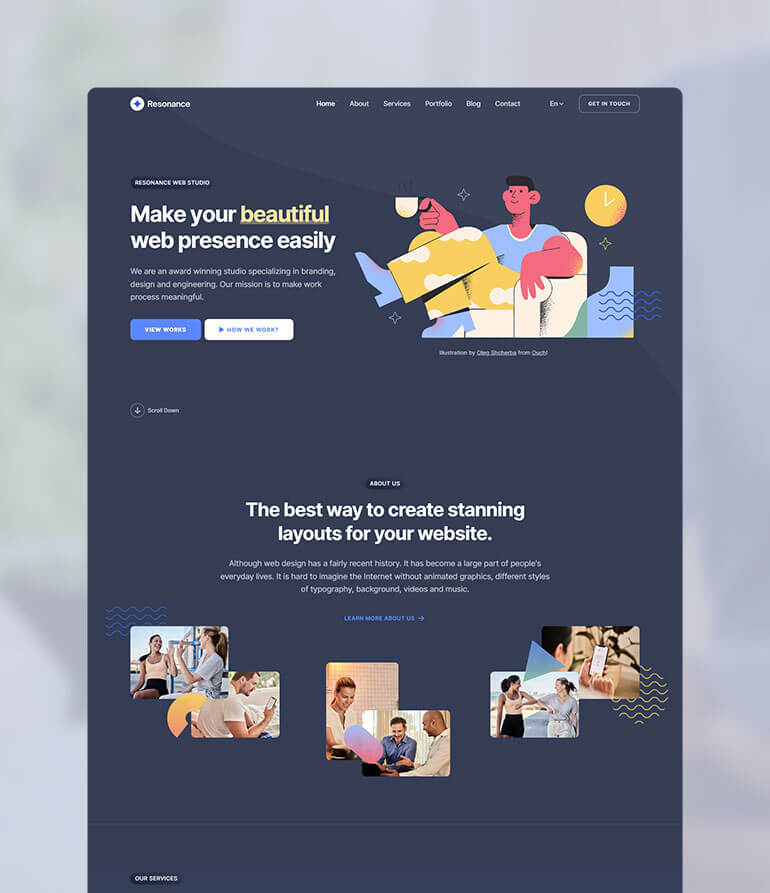 Resonance
Home About Services Portfolio Blog Contact En GET IN TOUCH
RESONANCE WEB STUDIO
Make your beautiful
web presence easily
We are an award winning studio specializing in branding,
design and engineering. Our mission is to make work
process meaningful.
VIEW WORKS HOW WE WORK?
Illustration by Oleg Shcherba from Ouch!
Scroll Down
ABOUT US
The best way to create stanning
layouts for your website.
Although web design has a fairly recent history. It has become a large part of people's
everyday lives. It is hard to imagine the Internet without animated graphics, different styles
of typography, background, videos and music.
LEARN MORE ABOUT US
OUR SERVICES